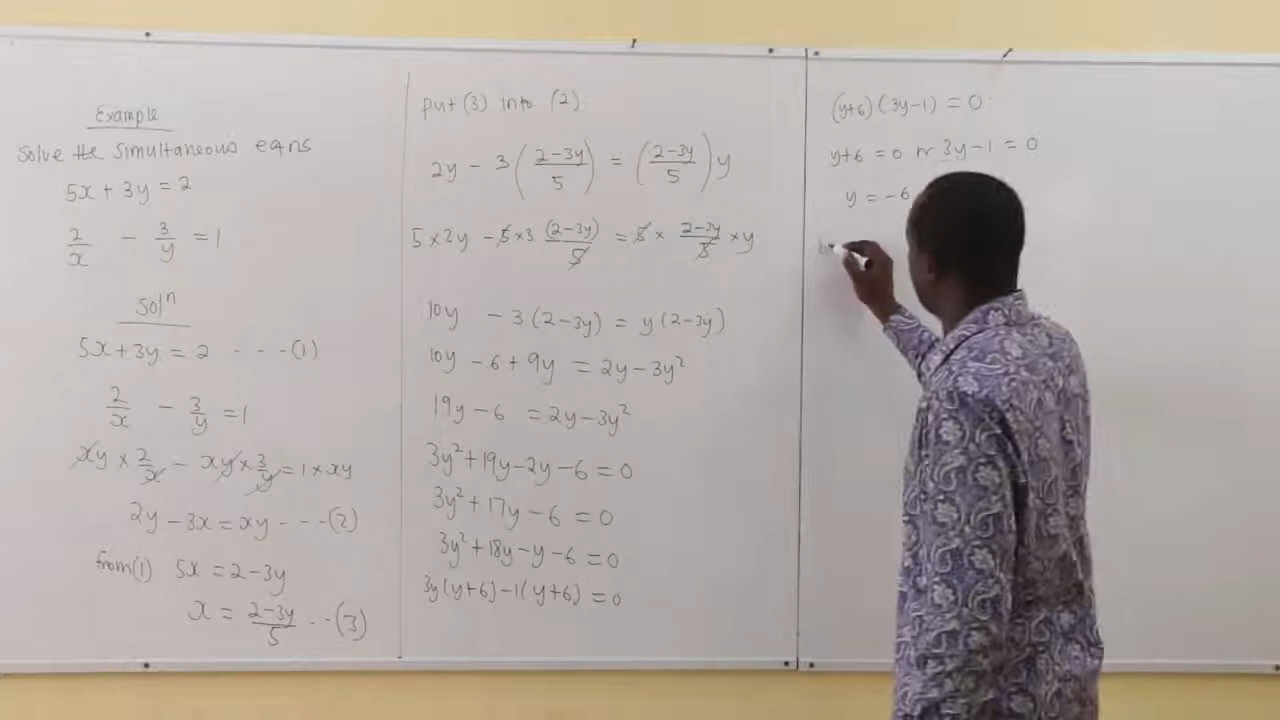 Example
Solve the simultaneous eqns
5x + 3y = 2
2/x - 3/y = 1
Solⁿ
5x + 3y = 2 - - - (1)
2/x - 3/y = 1
xy × 2/x - xy × 3/y = 1 × xy
2y - 3x = xy - - - (2)
from (1) 5x = 2 - 3y
x = (2-3y)/5 - - (3)
put (3) into (2)
2y - 3((2-3y)/5) = ((2-3y)/5)y
5 × 2y - 5 × 3 (2-3y)/5 = 5 × (2-3y)/5 × y
10y - 3(2-3y) = y(2-3y)
10y - 6 + 9y = 2y - 3y²
19y - 6 = 2y - 3y²
3y² + 19y - 2y - 6 = 0
3y² + 17y - 6 = 0
3y² + 18y - y - 6 = 0
3y(y+6) - 1(y+6) = 0
(y+6)(3y-1) = 0
y+6 = 0 or 3y-1 = 0
y = -6